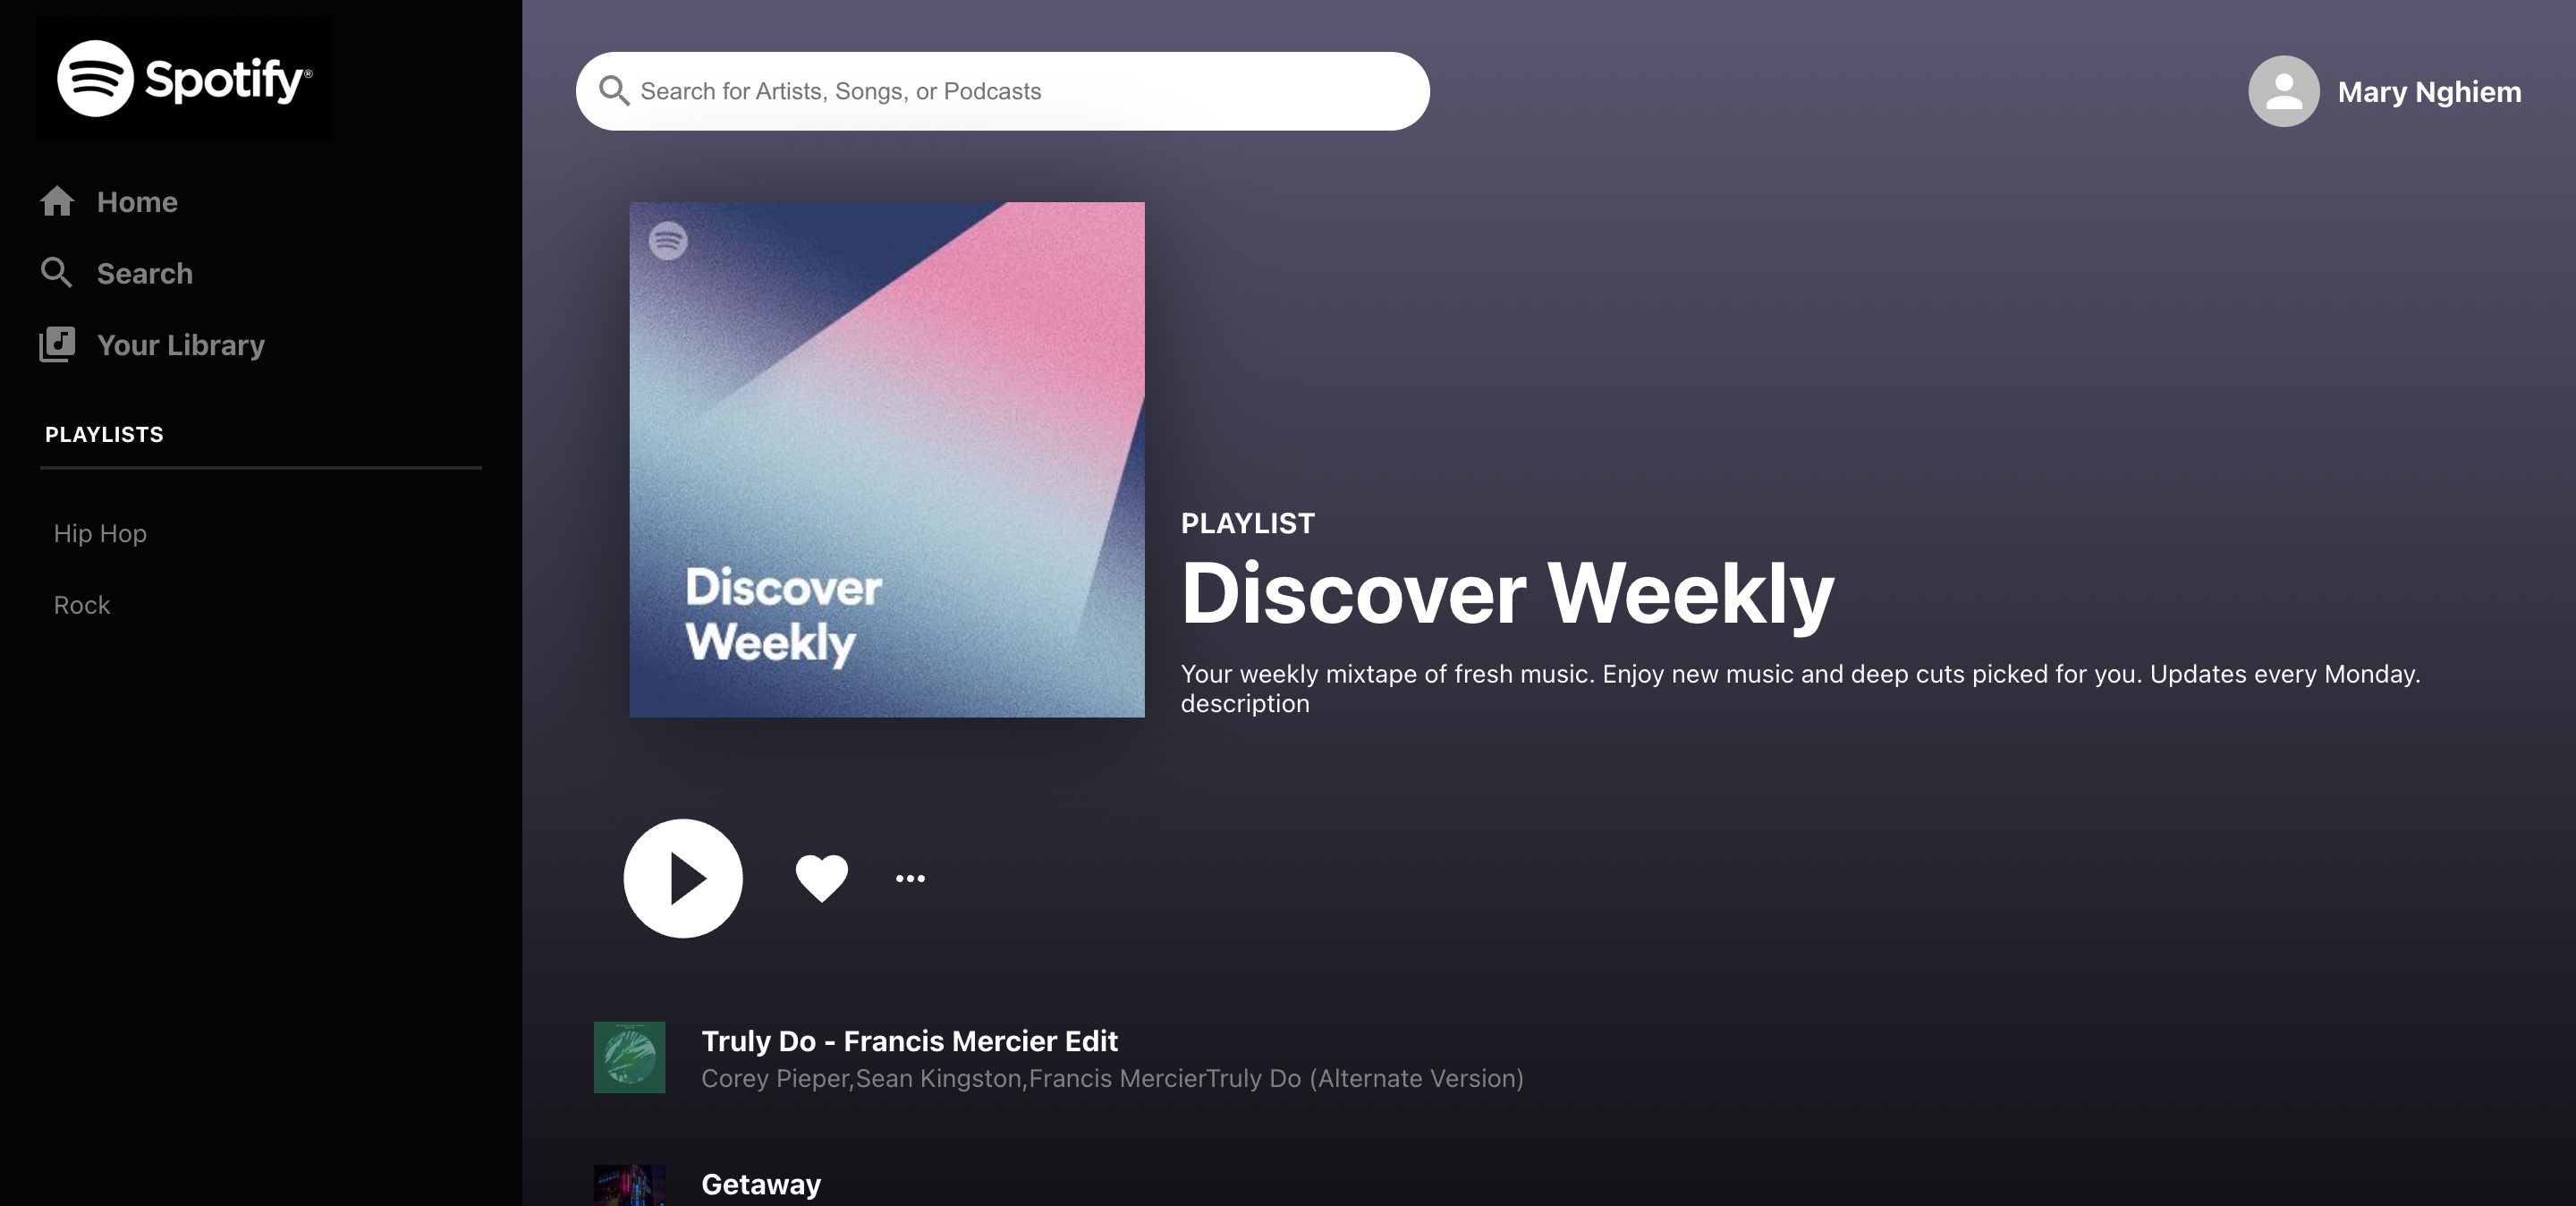 Spotify®
Home
Search
Your Library
PLAYLISTS
Hip Hop
Rock
Search for Artists, Songs, or Podcasts
Mary Nghiem
Discover
Weekly
PLAYLIST
Discover Weekly
Your weekly mixtape of fresh music. Enjoy new music and deep cuts picked for you. Updates every Monday.
description
Truly Do - Francis Mercier Edit
Corey Pieper,Sean Kingston,Francis MercierTruly Do (Alternate Version)
Getaway